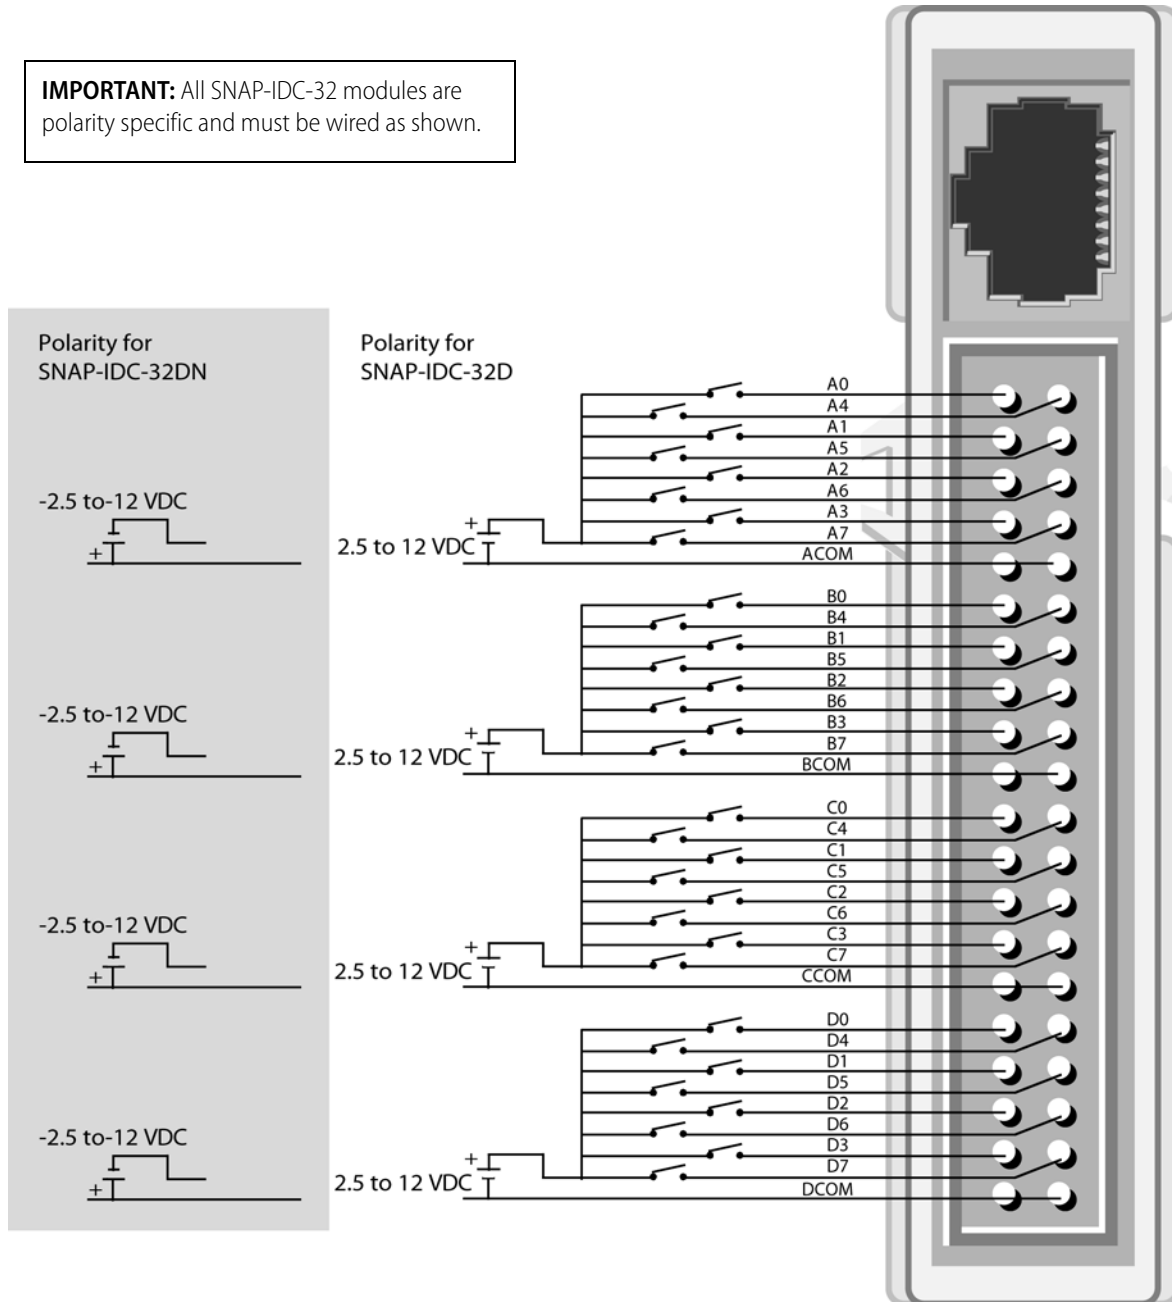 IMPORTANT: All SNAP-IDC-32 modules are
polarity specific and must be wired as shown.
Polarity for
SNAP-IDC-32DN
Polarity for
SNAP-IDC-32D
A0
A4
A1
A5
A2
A6
A3
A7
ACOM
-2.5 to-12 VDC
+
+
2.5 to 12 VDC
B0
B4
B1
B5
B2
B6
B3
B7
BCOM
-2.5 to-12 VDC
+
+
2.5 to 12 VDC
C0
C4
C1
C5
C2
C6
C3
C7
CCOM
-2.5 to-12 VDC
+
+
2.5 to 12 VDC
D0
D4
D1
D5
D2
D6
D3
D7
DCOM
-2.5 to-12 VDC
+
+
2.5 to 12 VDC